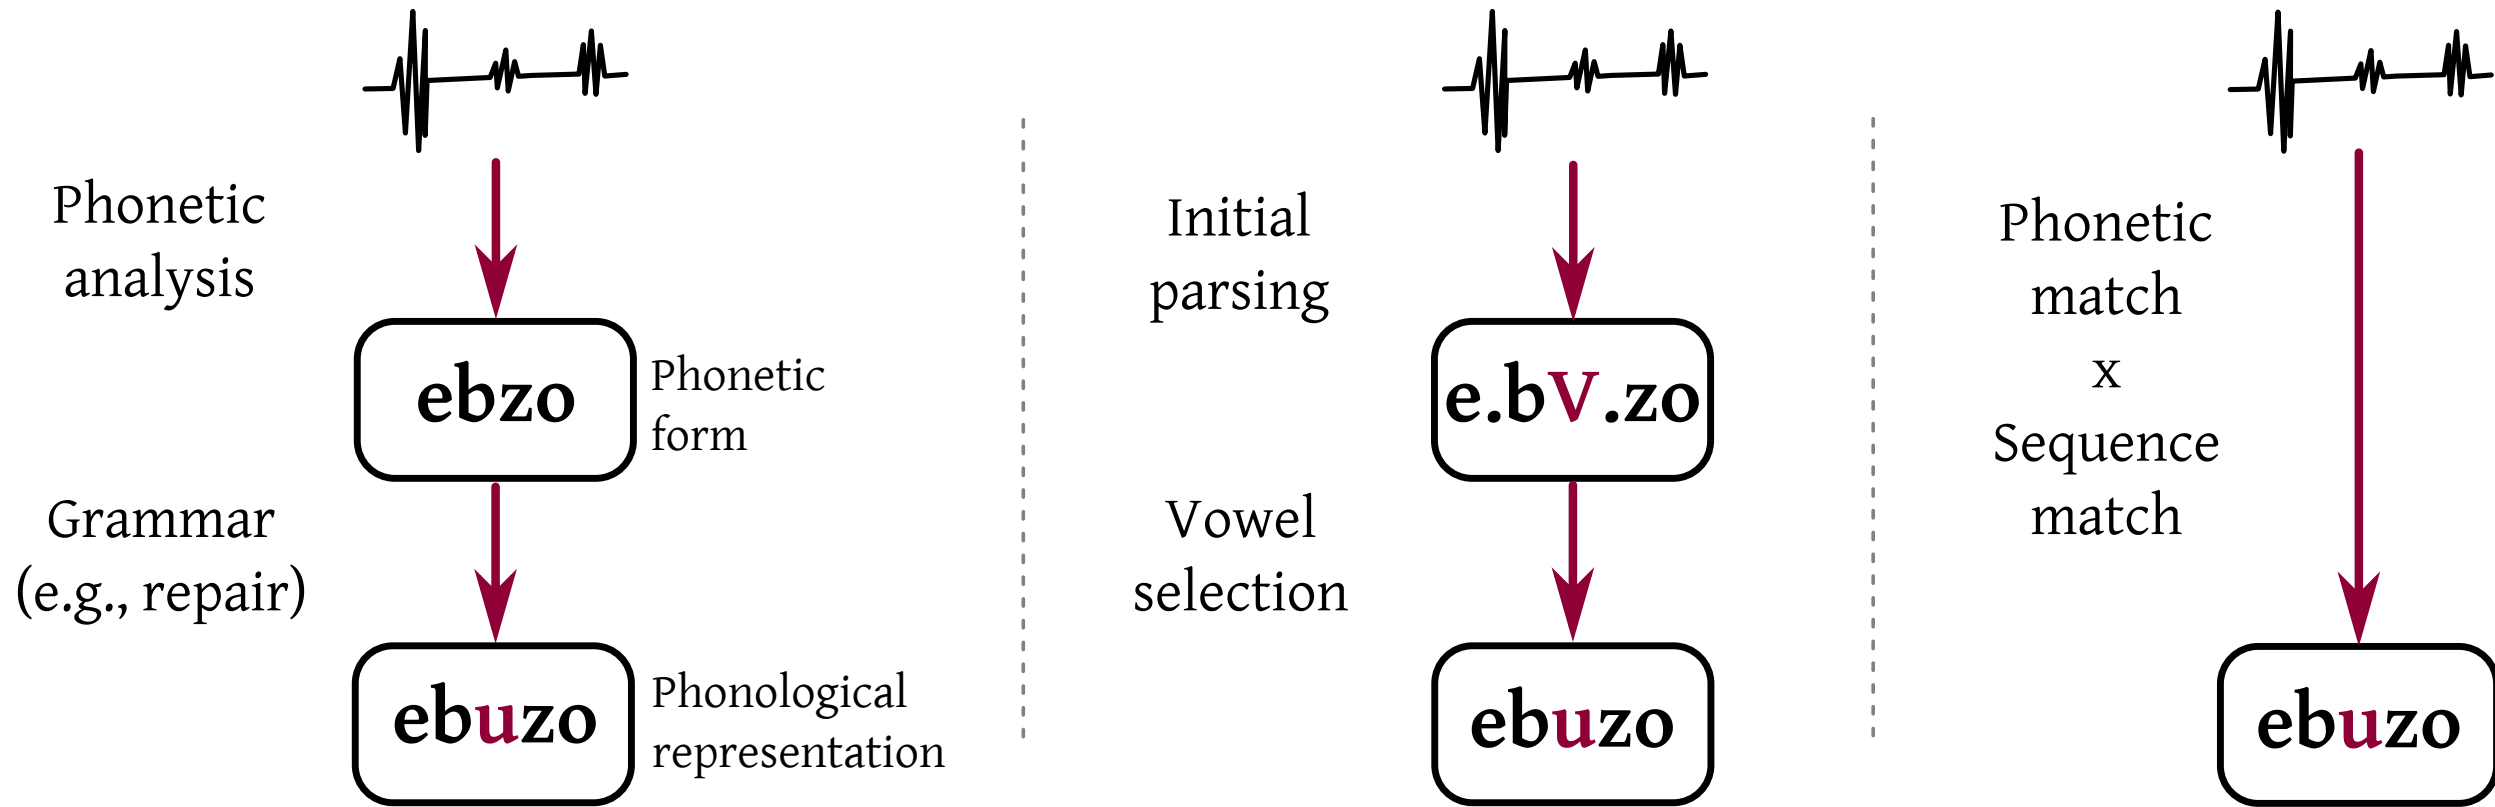 Phonetic
analysis
ebzo
Phonetic
form
Grammar
(e.g., repair)
ebuzo
Phonological
representation
Initial
parsing
e.bV.zo
Vowel
selection
ebuzo
Phonetic
match
x
Sequence
match
ebuzo